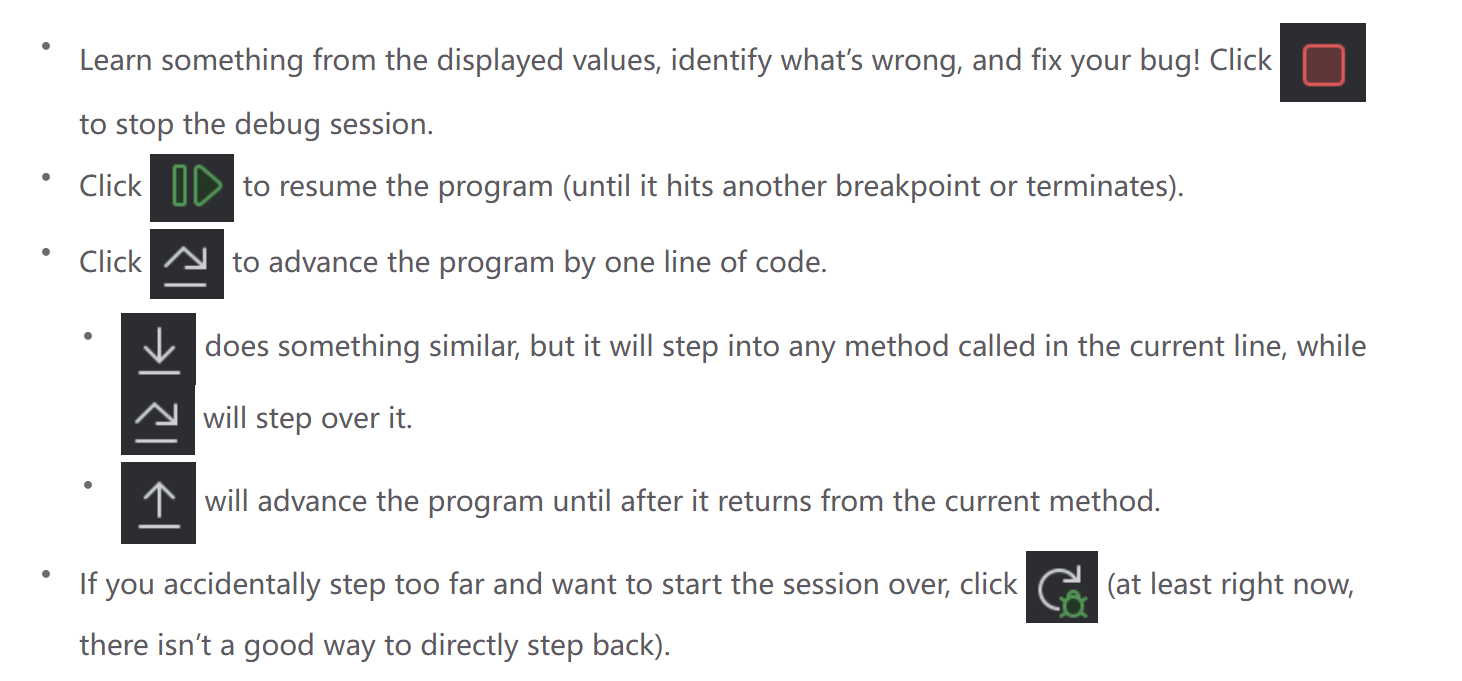 Learn something from the displayed values, identify what’s wrong, and fix your bug! Click
to stop the debug session.
Click to resume the program (until it hits another breakpoint or terminates).
Click to advance the program by one line of code.
does something similar, but it will step into any method called in the current line, while
will step over it.
will advance the program until after it returns from the current method.
If you accidentally step too far and want to start the session over, click (at least right now,
there isn’t a good way to directly step back).